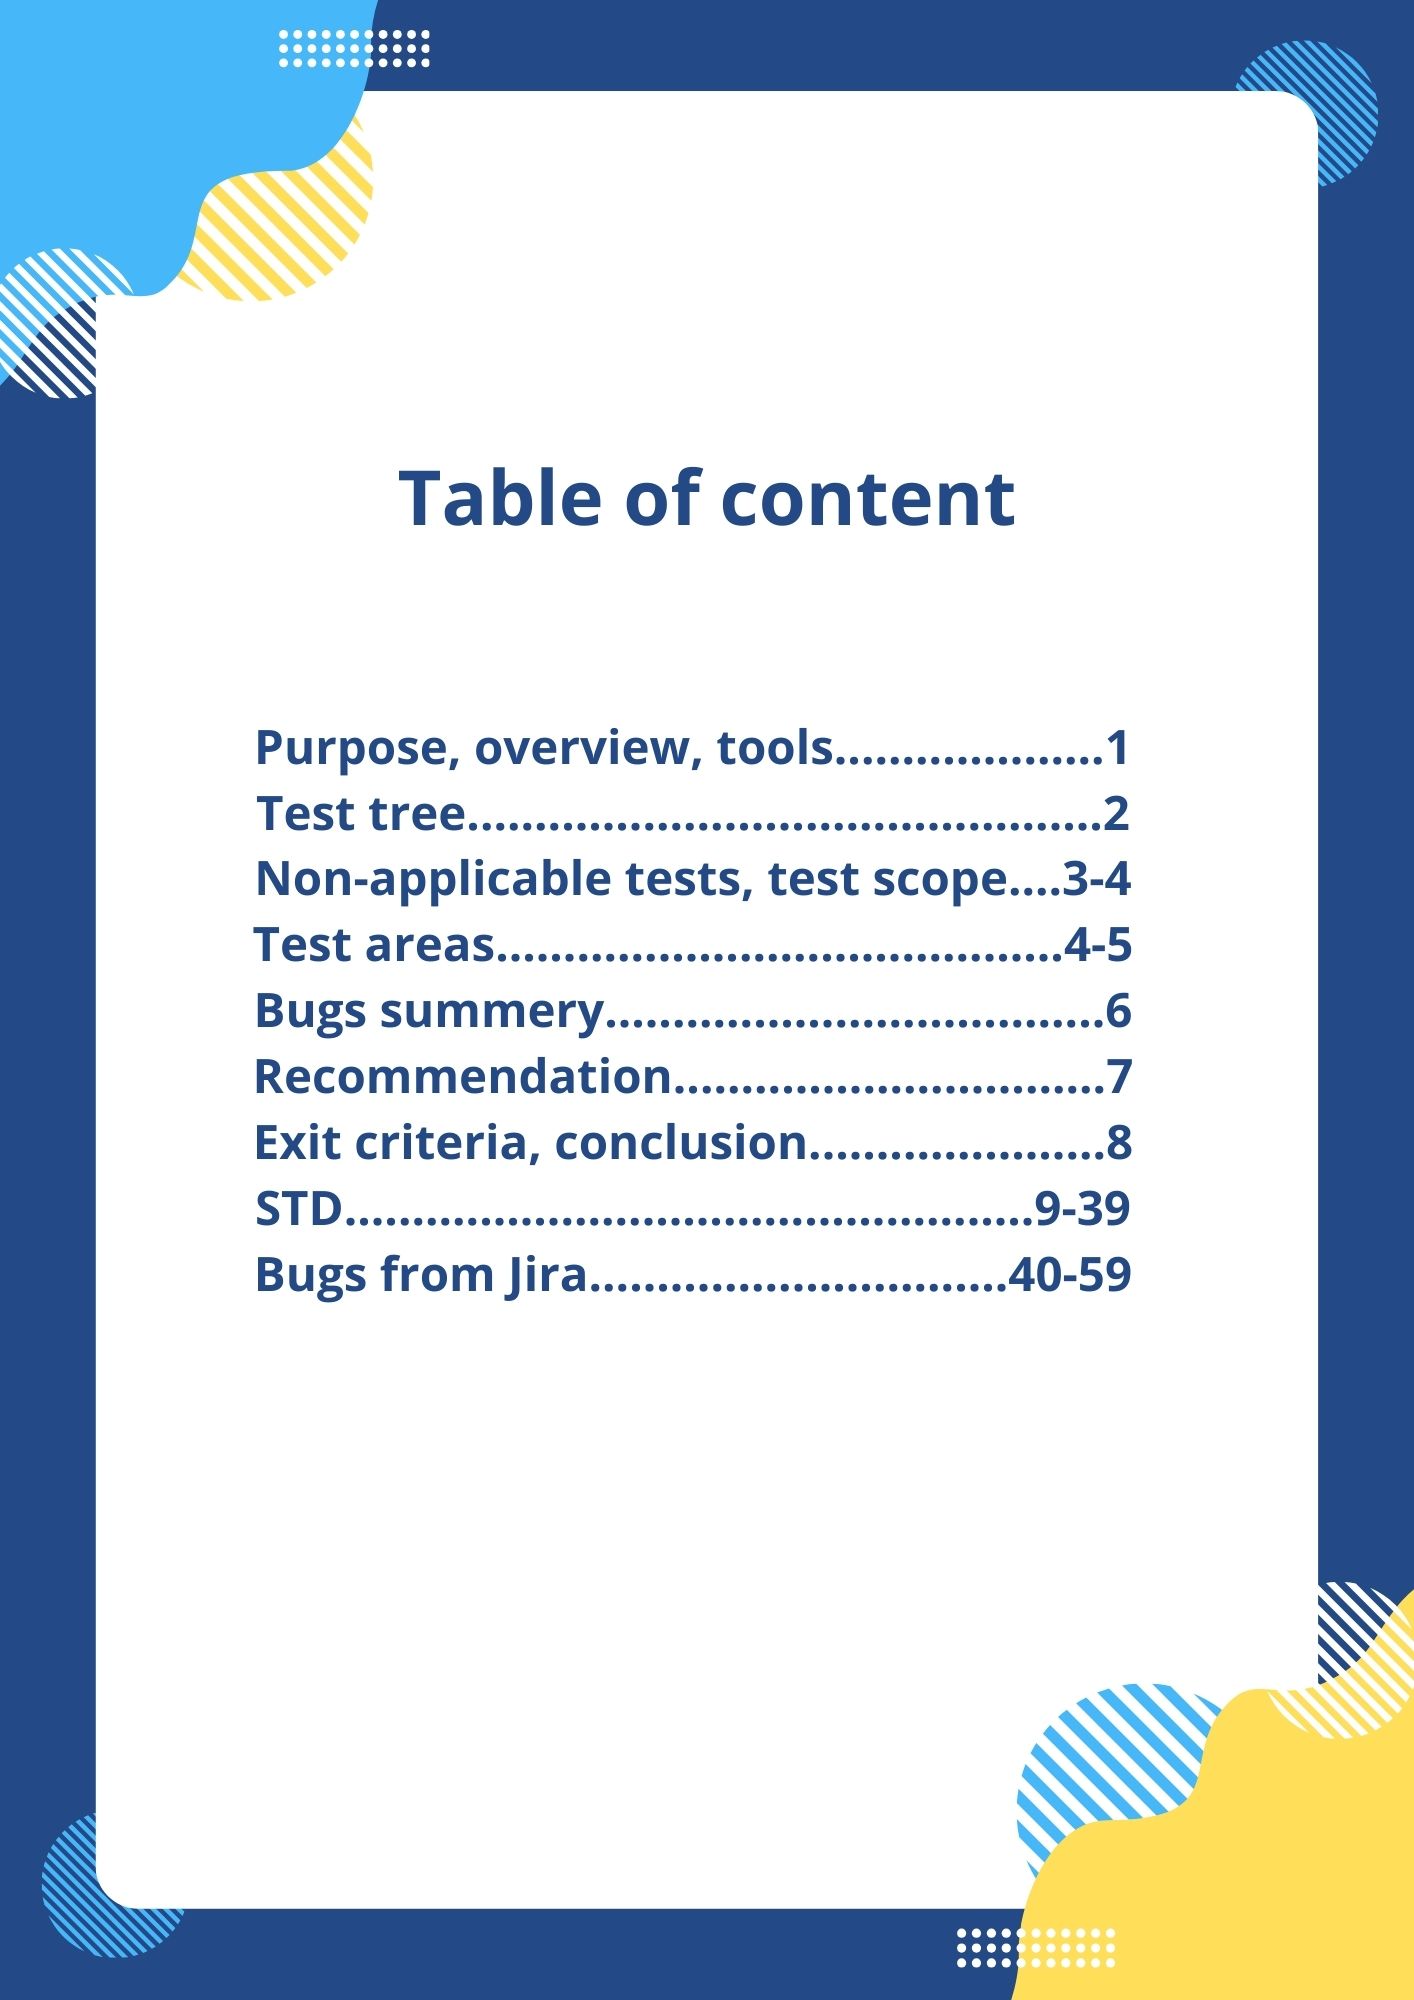 Table of content
Purpose, overview, tools....................1
Test tree...............................................2
Non-applicable tests, test scope....3-4
Test areas..........................................4-5
Bugs summery.....................................6
Recommendation................................7
Exit criteria, conclusion......................8
STD...................................................9-39
Bugs from Jira...............................40-59